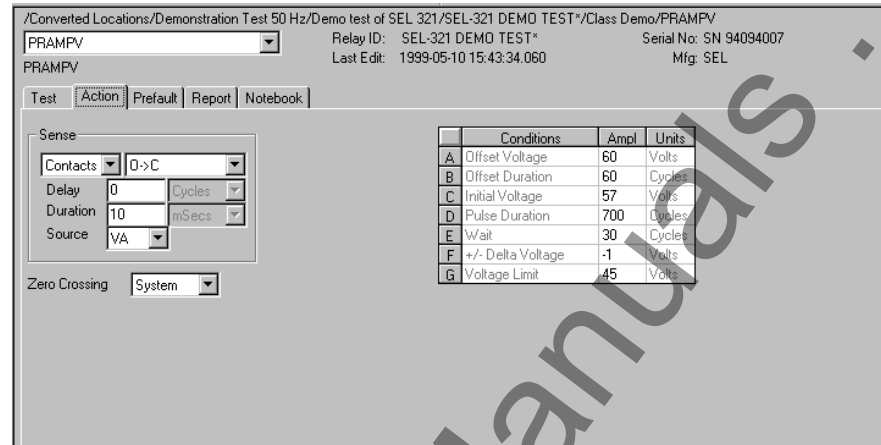 /Converted Locations/Demonstration Test 50 Hz/Demo test of SEL 321/SEL-321 DEMO TEST*/Class Demo/PRAMPV
PRAMPV Relay ID: SEL-321 DEMO TEST* Serial No: SN 94094007
PRAMPV Last Edit: 1999-05-10 15:43:34.060 Mfg: SEL
Test Action Prefault Report Notebook
Sense
Contacts O->C
Delay 0 Cycles
Duration 10 mSecs
Source VA
Zero Crossing System
Conditions Ampl Units
A Offset Voltage 60 Volts
B Offset Duration 60 Cycles
C Initial Voltage 57 Volts
D Pulse Duration 700 Cycles
E Wait 30 Cycles
F +/- Delta Voltage -1 Volts
G Voltage Limit 45 Volts
Manuals .